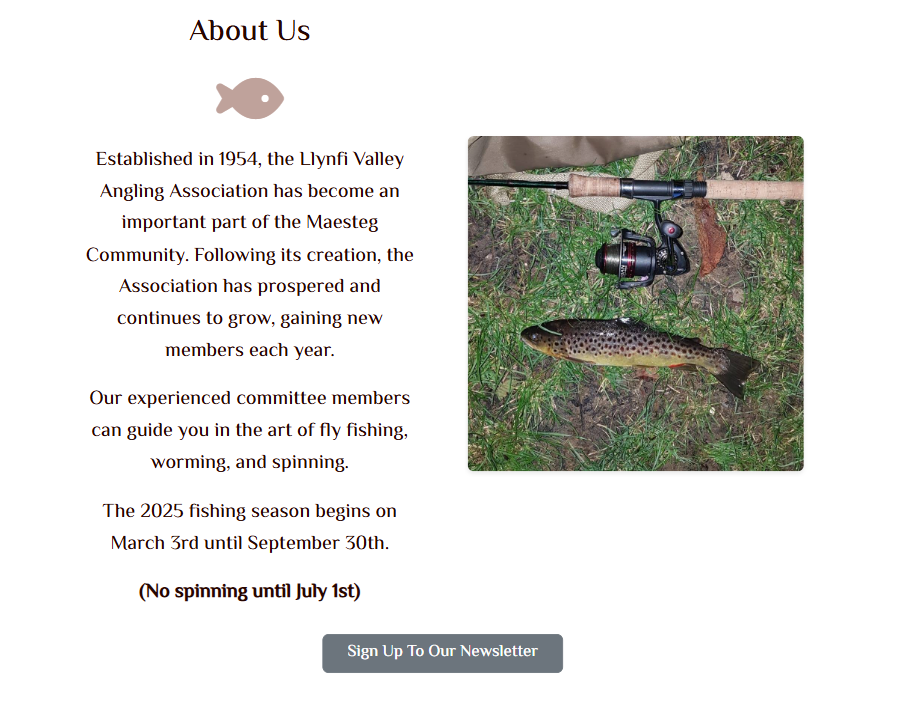 About Us
Established in 1954, the Llynfi Valley
Angling Association has become an
important part of the Maesteg
Community. Following its creation, the
Association has prospered and
continues to grow, gaining new
members each year.
Our experienced committee members
can guide you in the art of fly fishing,
worming, and spinning.
The 2025 fishing season begins on
March 3rd until September 30th.
(No spinning until July 1st)
Sign Up To Our Newsletter